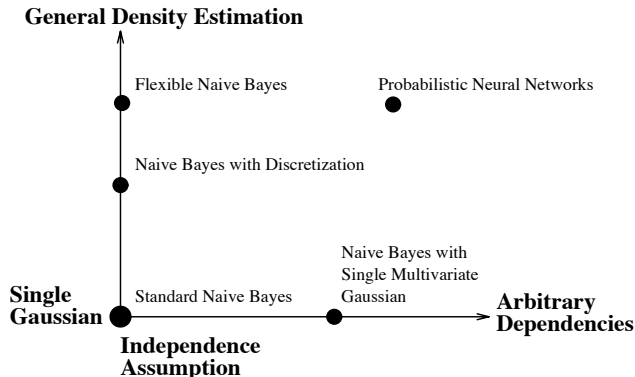 General Density Estimation
Flexible Naive Bayes
Probabilistic Neural Networks
Naive Bayes with Discretization
Naive Bayes with
Single Multivariate
Gaussian
Single
Gaussian
Standard Naive Bayes
Arbitrary
Dependencies
Independence
Assumption